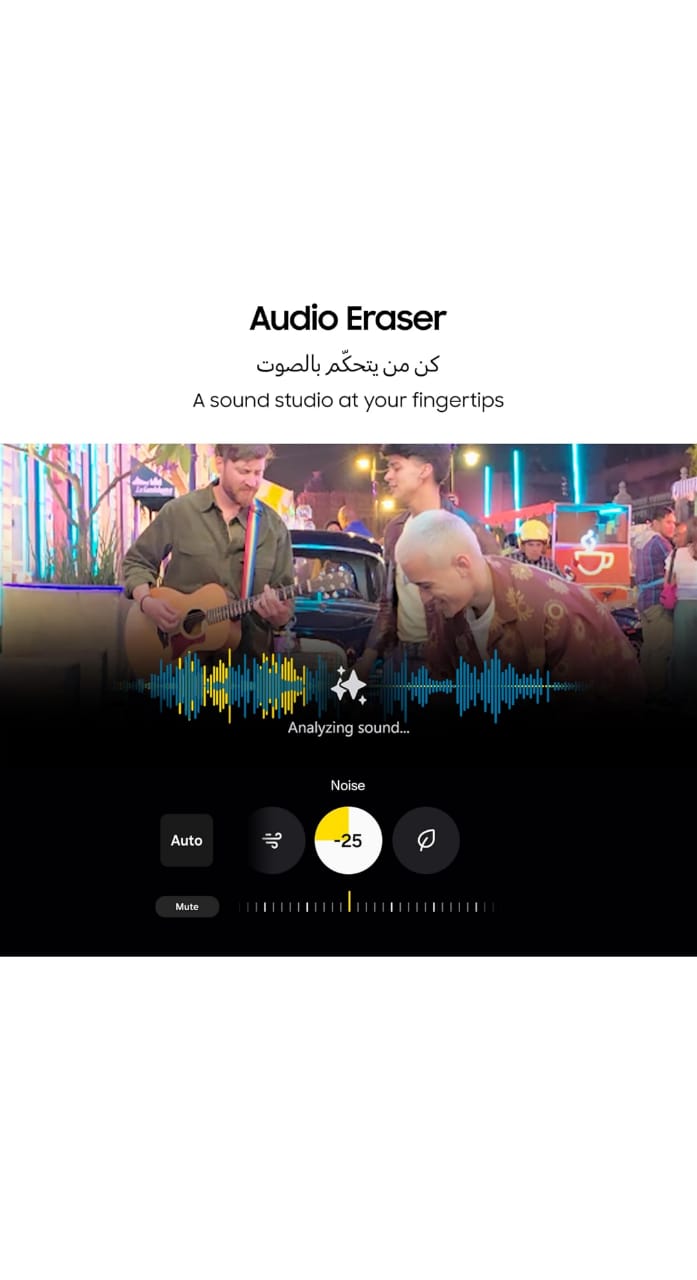 Audio Eraser
كن من يتحكّم بالصوت
A sound studio at your fingertips
Analyzing sound...
Noise
Auto
-25
Mute